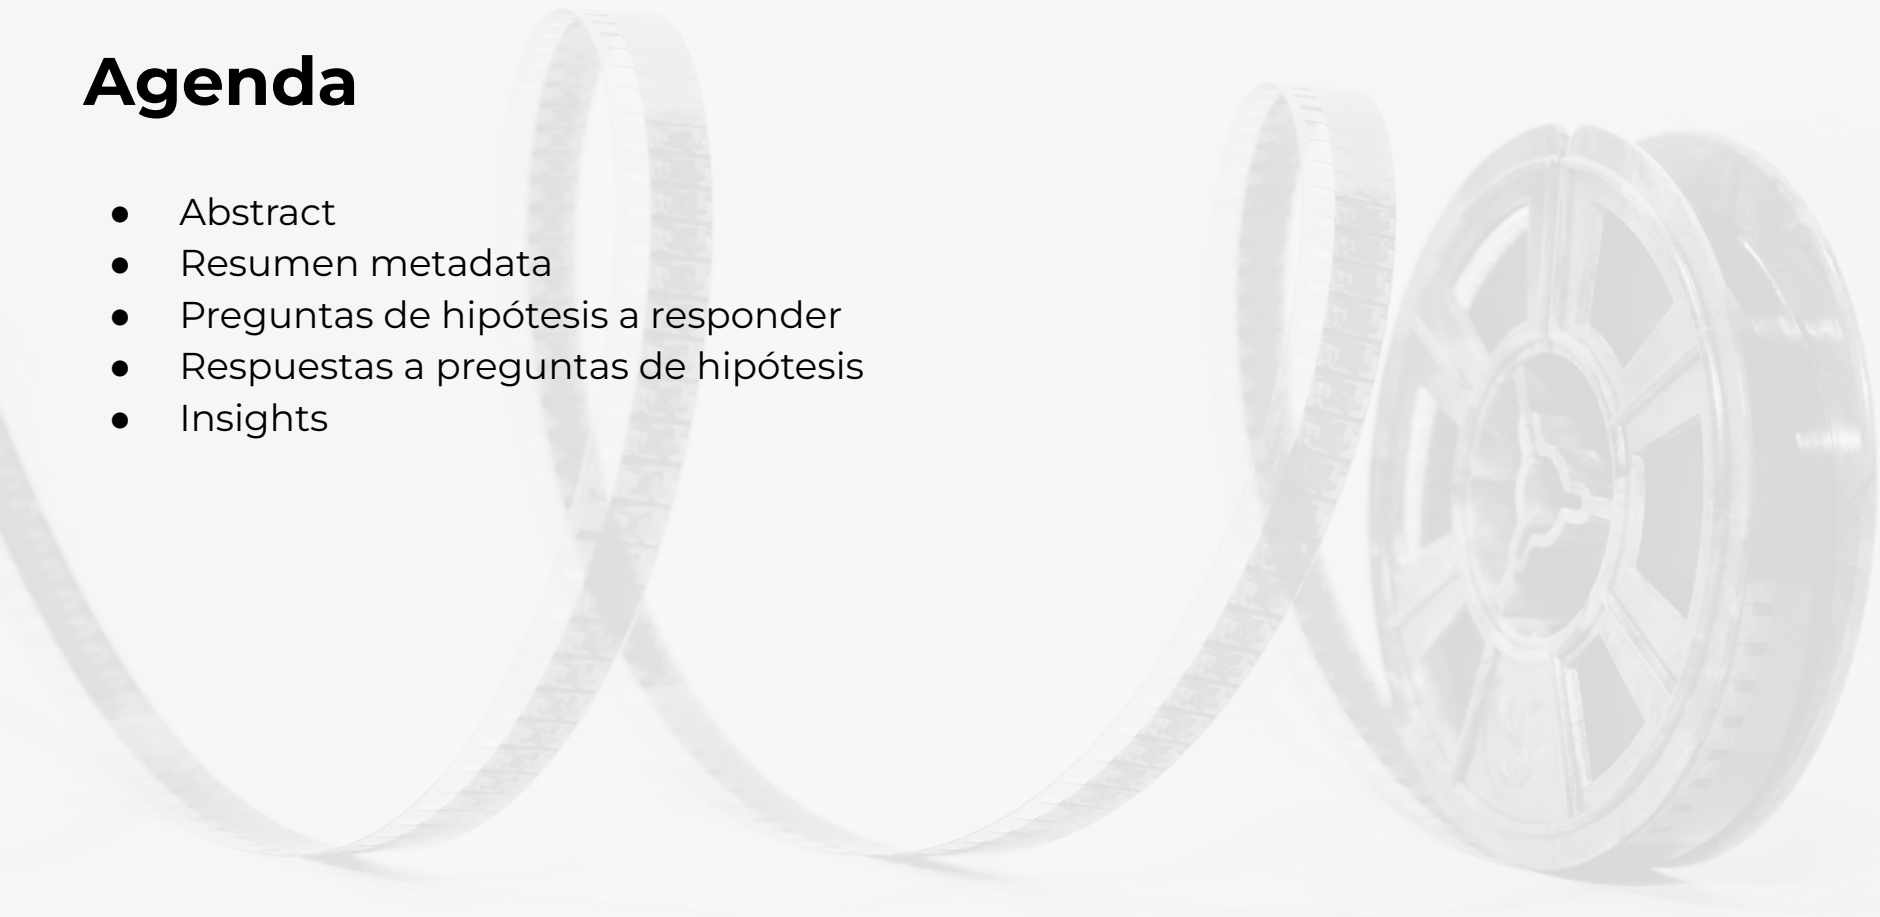 Agenda
● Abstract
● Resumen metadata
● Preguntas de hipótesis a responder
● Respuestas a preguntas de hipótesis
● Insights